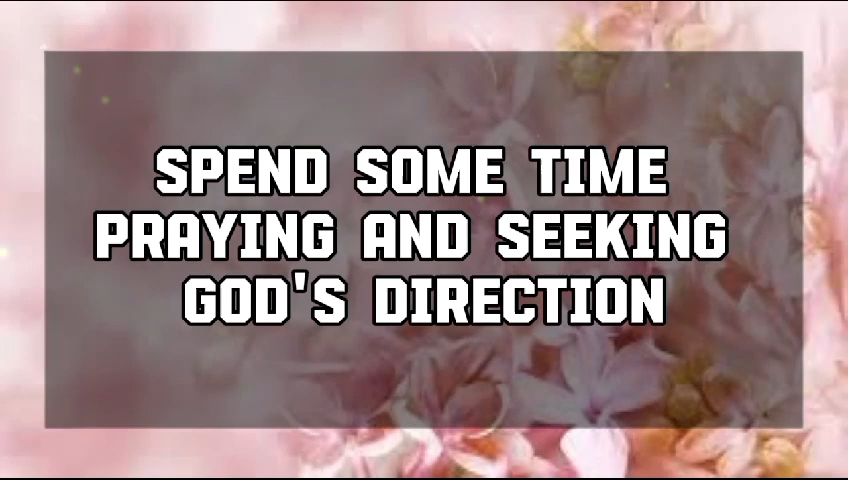 SPEND SOME TIME
PRAYING AND SEEKING
GOD'S DIRECTION